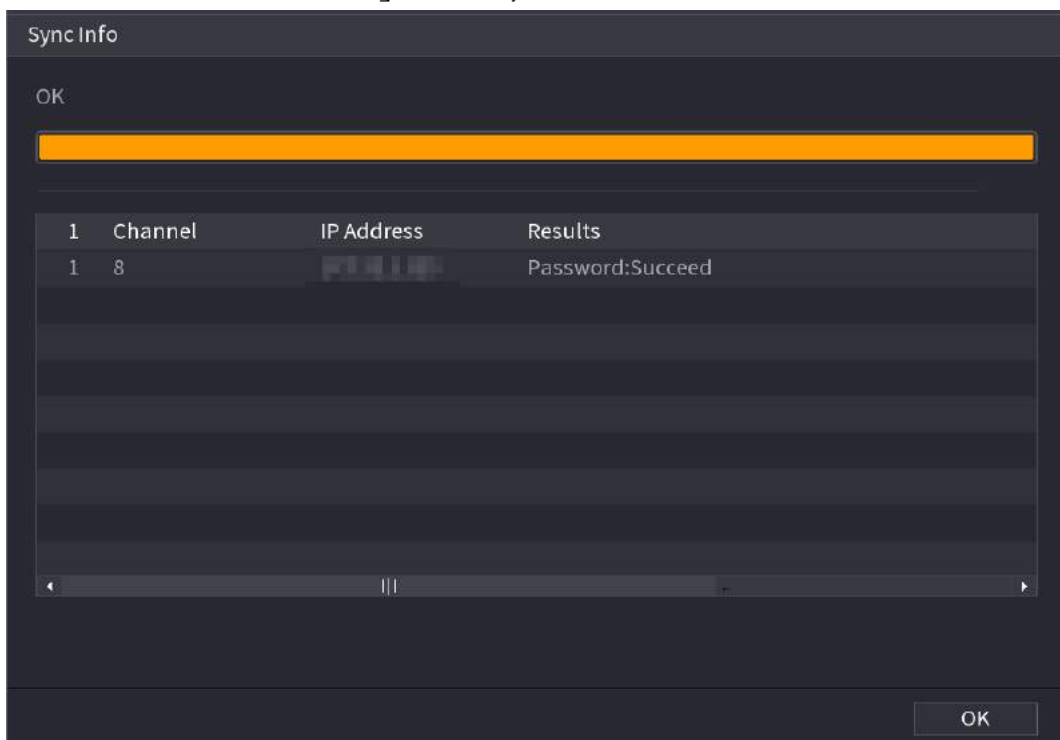 Sync Info
OK
1 Channel IP Address Results
1 8 Password:Succeed
OK